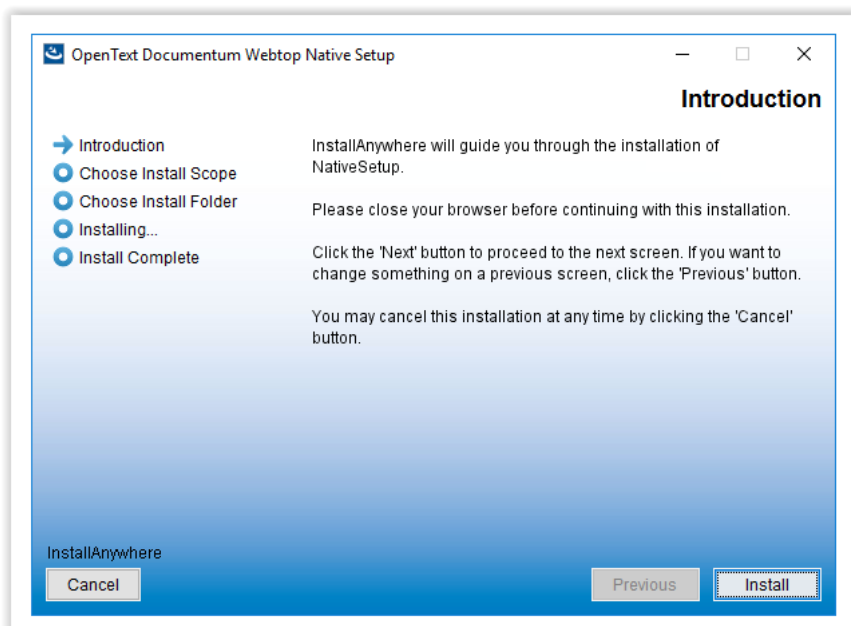 OpenText Documentum Webtop Native Setup
Introduction
Introduction
Choose Install Scope
Choose Install Folder
Installing...
Install Complete
InstallAnywhere will guide you through the installation of
NativeSetup.
Please close your browser before continuing with this installation.
Click the 'Next' button to proceed to the next screen. If you want to
change something on a previous screen, click the 'Previous' button.
You may cancel this installation at any time by clicking the 'Cancel'
button.
InstallAnywhere
Cancel
Previous
Install